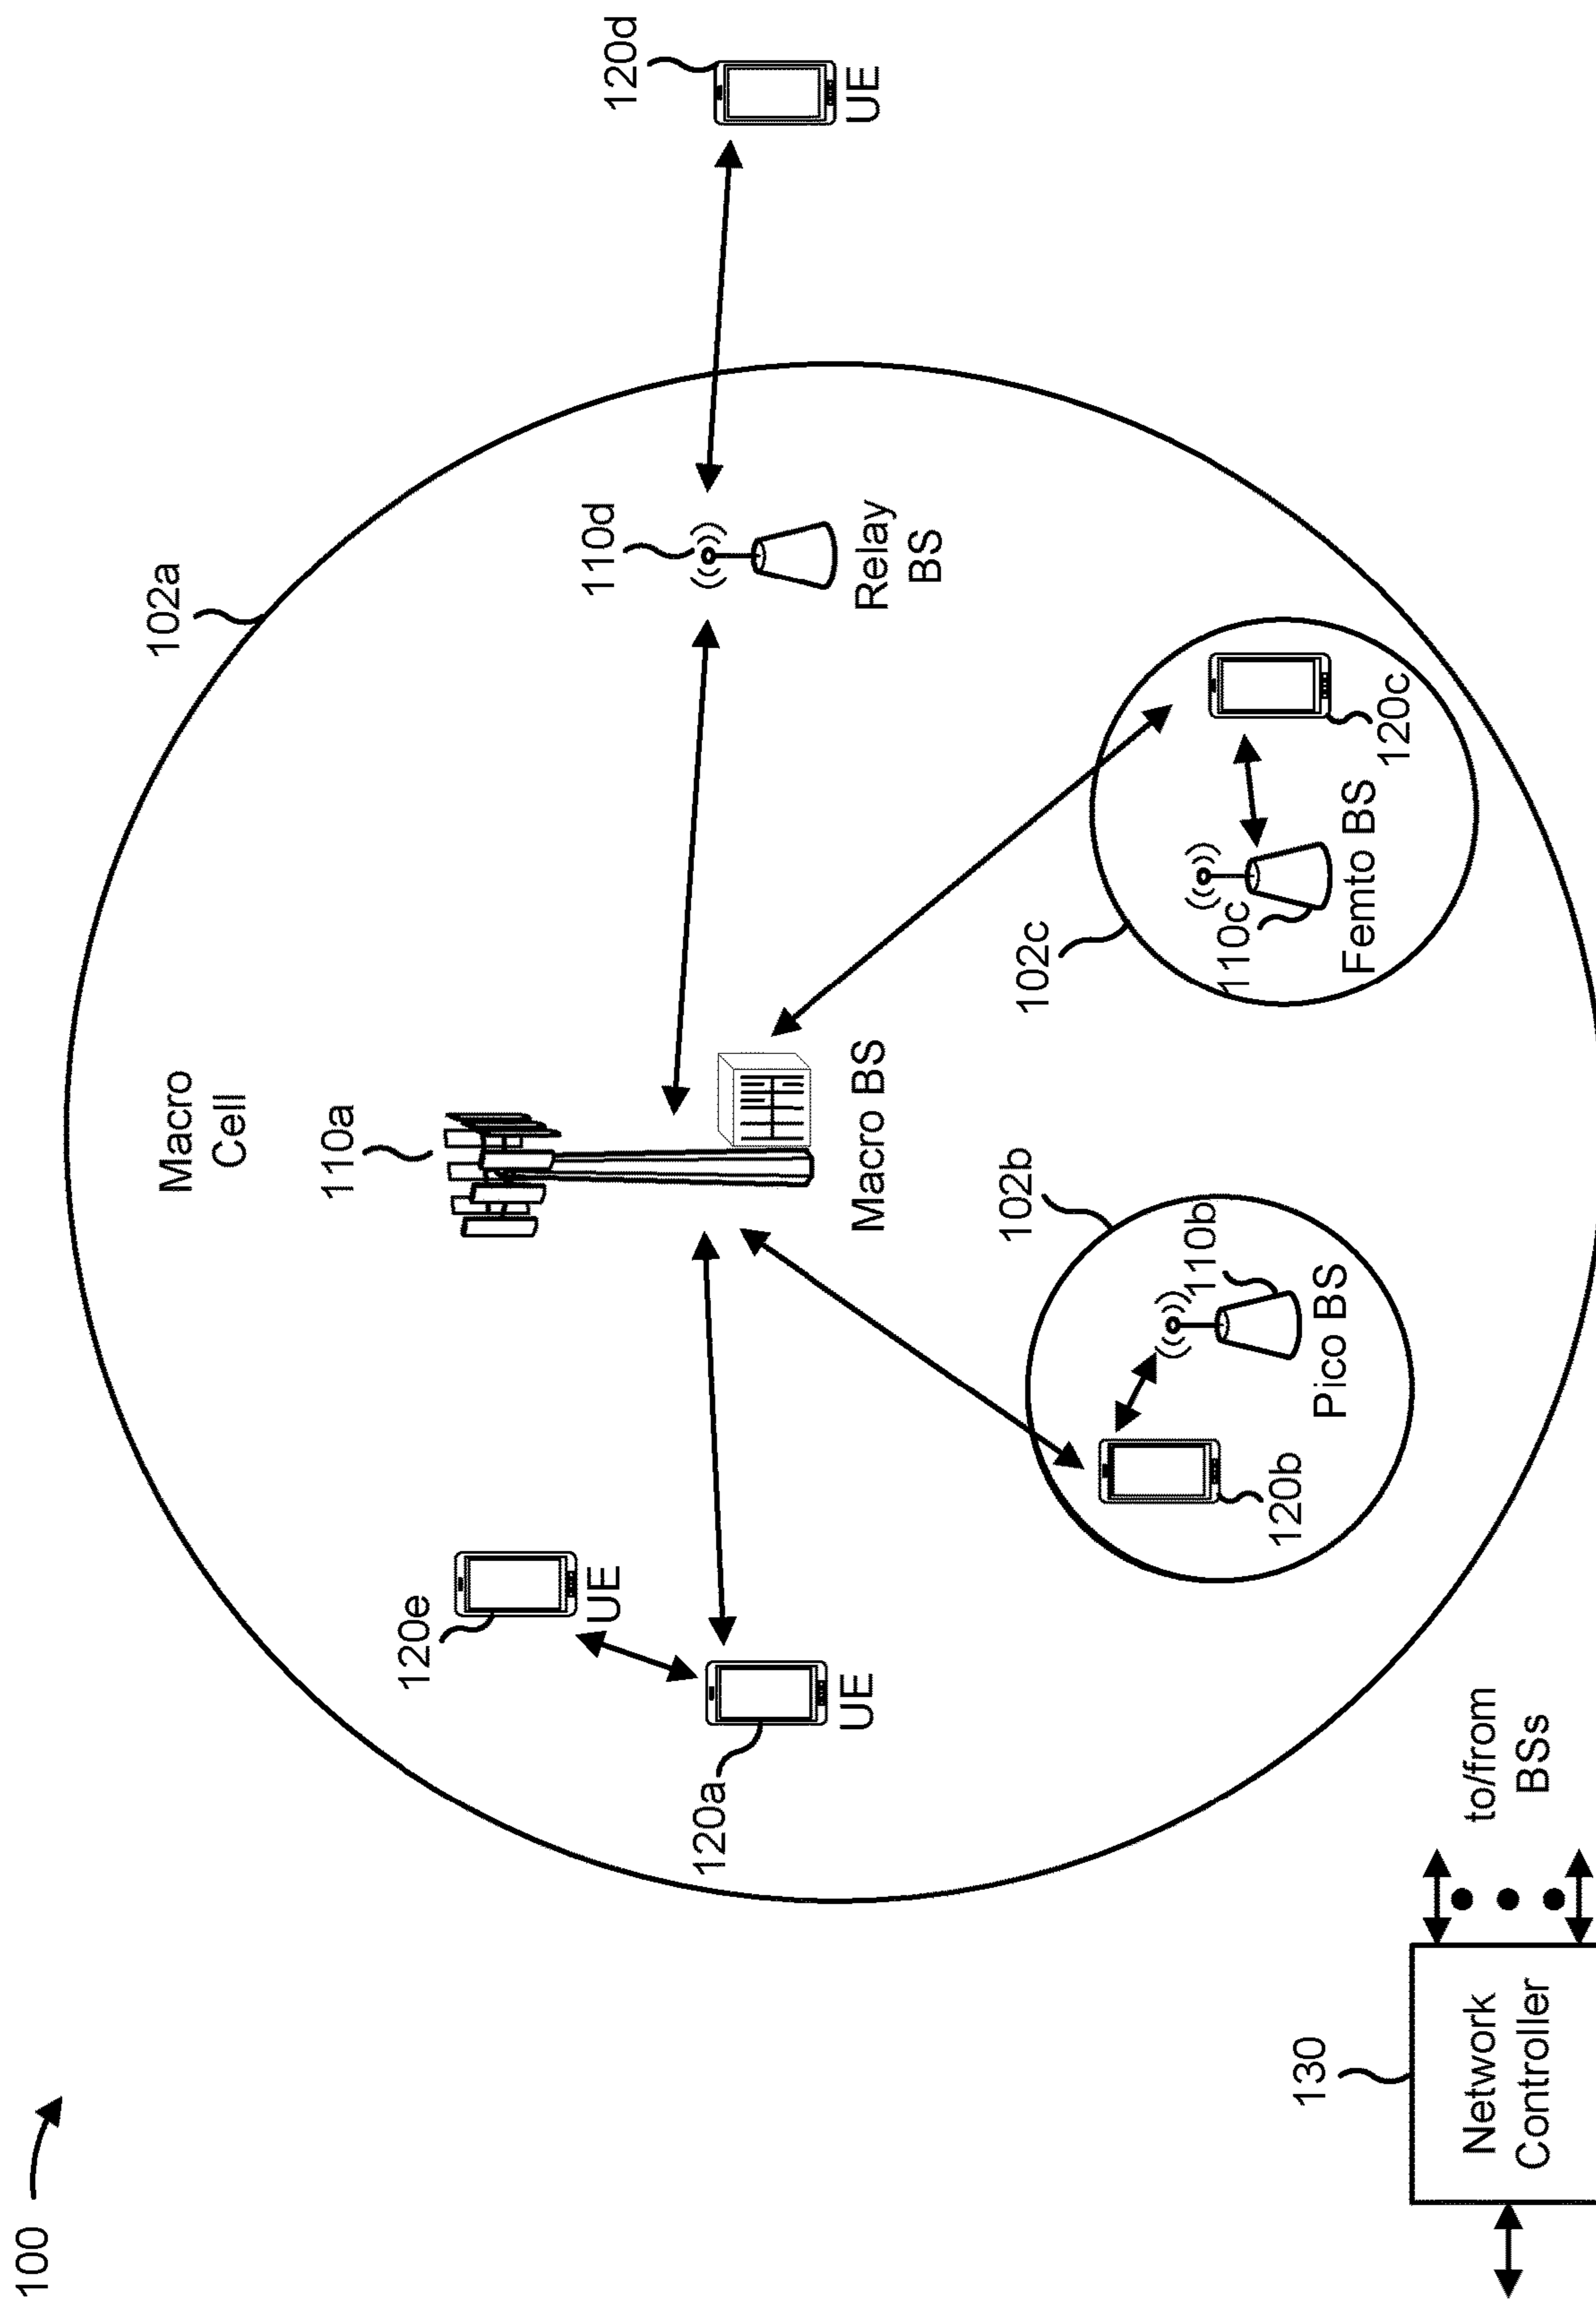 100
102a
Macro
Cell
110a
120e
UE
120a
UE
Macro BS
110d
Relay
BS
120d
UE
102b
110b
Pico BS
120b
102c
110c
Femto BS
120c
130
Network
Controller
to/from
BSs